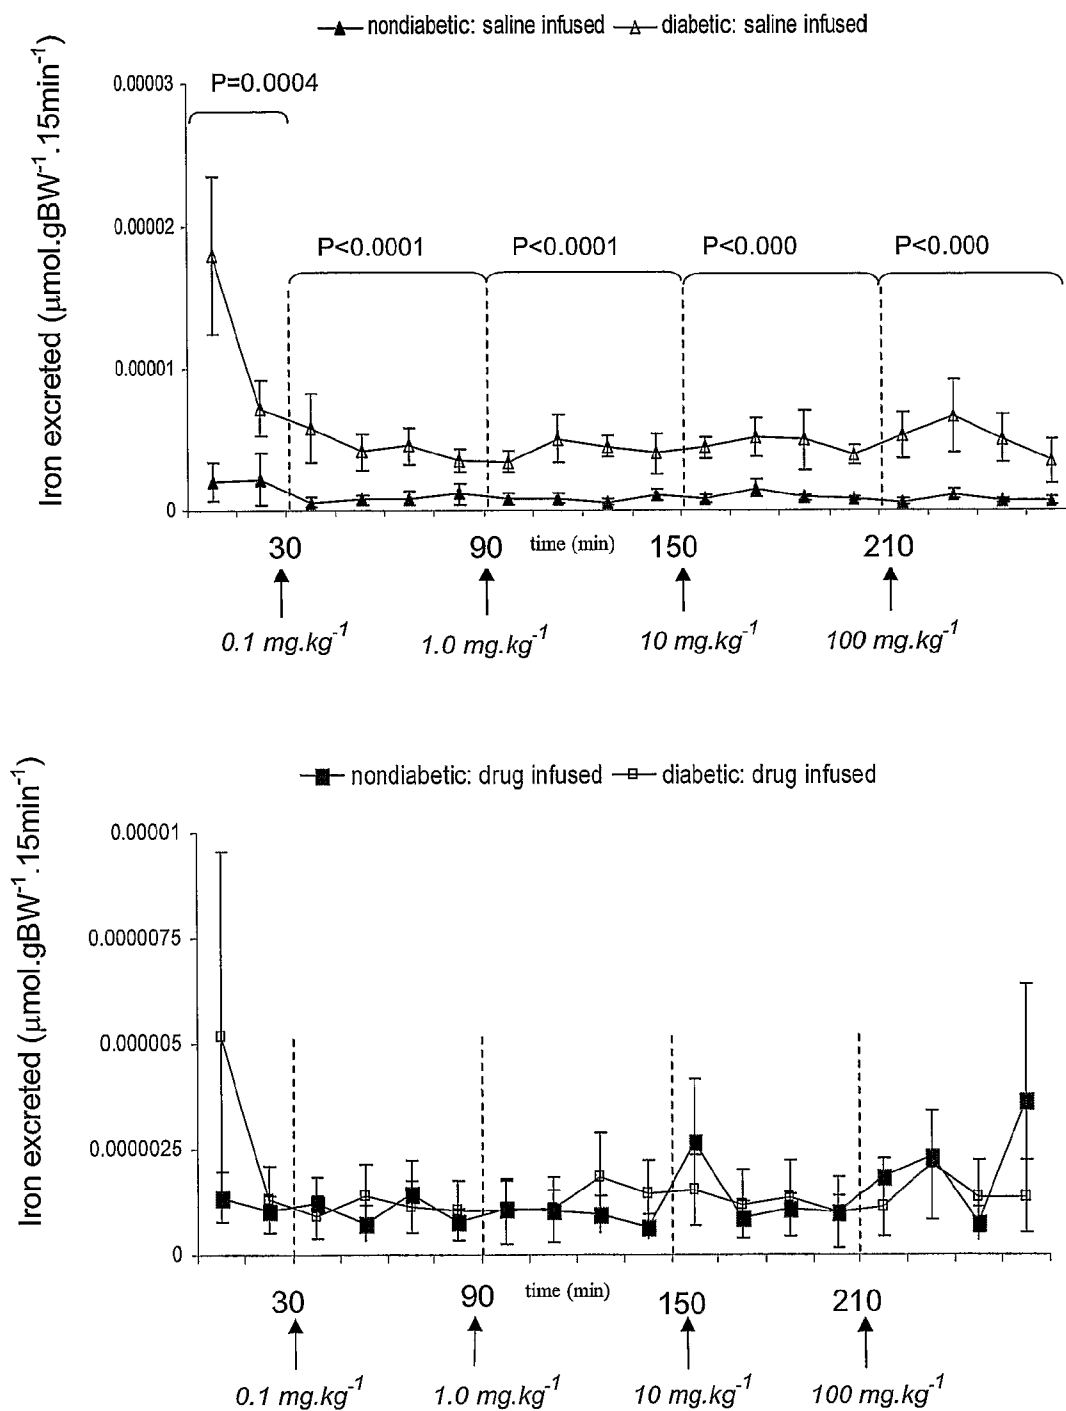 nondiabetic: saline infused diabetic: saline infused
Iron excreted (μmol.gBW⁻¹.15min⁻¹)
0.00003
P=0.0004
0.00002
P<0.0001 P<0.0001 P<0.000 P<0.000
0.00001
0
30 90 time (min) 150 210
0.1 mg.kg⁻¹ 1.0 mg.kg⁻¹ 10 mg.kg⁻¹ 100 mg.kg⁻¹
nondiabetic: drug infused diabetic: drug infused
Iron excreted (μmol.gBW⁻¹.15min⁻¹)
0.00001
0.0000075
0.000005
0.0000025
0
30 90 time (min) 150 210
0.1 mg.kg⁻¹ 1.0 mg.kg⁻¹ 10 mg.kg⁻¹ 100 mg.kg⁻¹